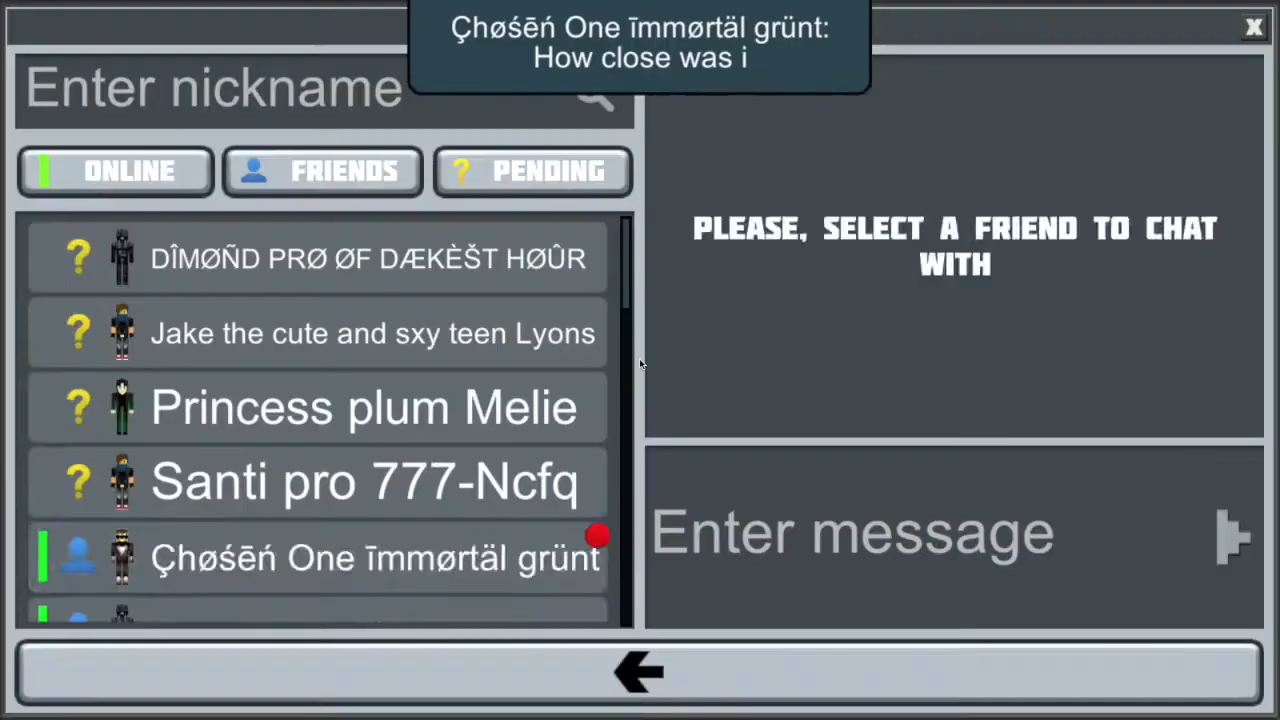 Çhøśēń One īmmørtäl grünt:
How close was i
X
Enter nickname
ONLINE
FRIENDS
? PENDING
? DÎMØÑD PRØ ØF DÆKÈŠT HØÛR
? Jake the cute and sxy teen Lyons
? Princess plum Melie
? Santi pro 777-Ncfq
Çhøśēń One īmmørtäl grünt
PLEASE, SELECT A FRIEND TO CHAT
WITH
Enter message